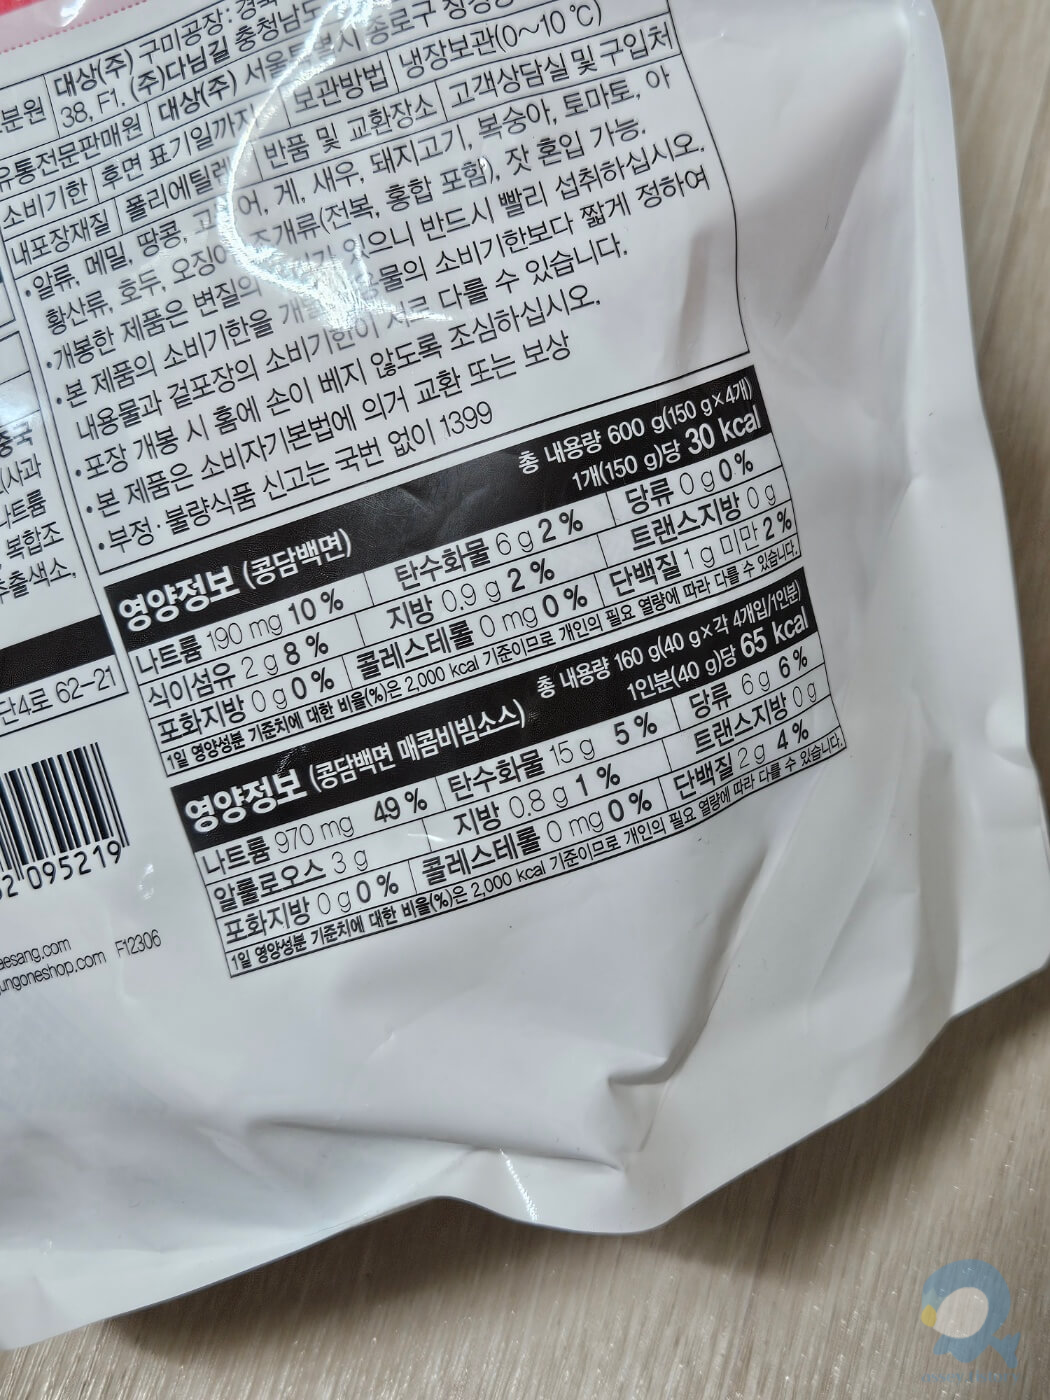 대상(주) 구미공장:
분원 38, F1, (주)다님길 충청남도
유통전문판매원 대상(주) 종로구
소비기한 후면 표기일까지 보관방법 냉장보관(0~10 ℃)
내포장재질 폴리에틸렌 반품 및 교환장소 고객상담실 및 구입처
•알류, 메밀, 땅콩, 게, 새우, 돼지고기, 복숭아, 토마토, 아
황산류, 호두, 조개류(전복, 홍합 포함), 잣 혼입 가능.
•개봉한 제품은 변질의 있으니 반드시 빨리 섭취하십시오.
•본 제품의 소비기한을 소비기한보다 짧게 정하여
내용물과 겉포장의 소비기한이 서로 다를 수 있습니다.
•포장 개봉 시 홈에 손이 베지 않도록 조심하십시오.
•본 제품은 소비자기본법에 의거 교환 또는 보상
•부정·불량식품 신고는 국번 없이 1399
(사과
복합조
추출색소,
단4로 62-21
영양정보 (콩담백면) 총 내용량 600 g(150 g×4개)
1개(150 g)당 30 kcal
나트륨 190 mg 10 % 탄수화물 6 g 2 % 당류 0 g 0 %
식이섬유 2 g 8 % 지방 0.9 g 2 % 트랜스지방 0 g
포화지방 0 g 0 % 콜레스테롤 0 mg 0 % 단백질 1 g 미만 2 %
1일 영양성분 기준치에 대한 비율(%)은 2,000 kcal 기준이므로 개인의 필요 열량에 따라 다를 수 있습니다.
영양정보 (콩담백면 매콤비빔소스) 총 내용량 160 g(40 g×각 4개입/1인분)
1인분(40 g)당 65 kcal
나트륨 970 mg 49 % 탄수화물 15 g 5 % 당류 6 g 6 %
알룰로오스 3 g 지방 0.8 g 1 % 트랜스지방 0 g
포화지방 0 g 0 % 콜레스테롤 0 mg 0 % 단백질 2 g 4 %
1일 영양성분 기준치에 대한 비율(%)은 2,000 kcal 기준이므로 개인의 필요 열량에 따라 다를 수 있습니다.
095219
aesang.com
ungoneshop.com F12306